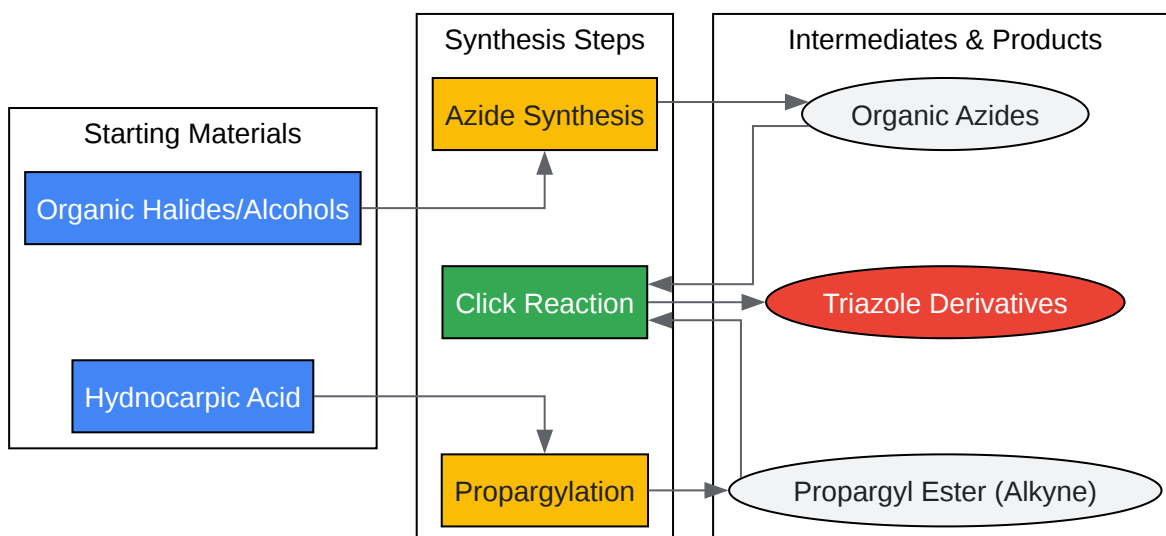 Starting Materials
Organic Halides/Alcohols
Hydnocarpic Acid
Synthesis Steps
Azide Synthesis
Click Reaction
Propargylation
Intermediates & Products
Organic Azides
Triazole Derivatives
Propargyl Ester (Alkyne)